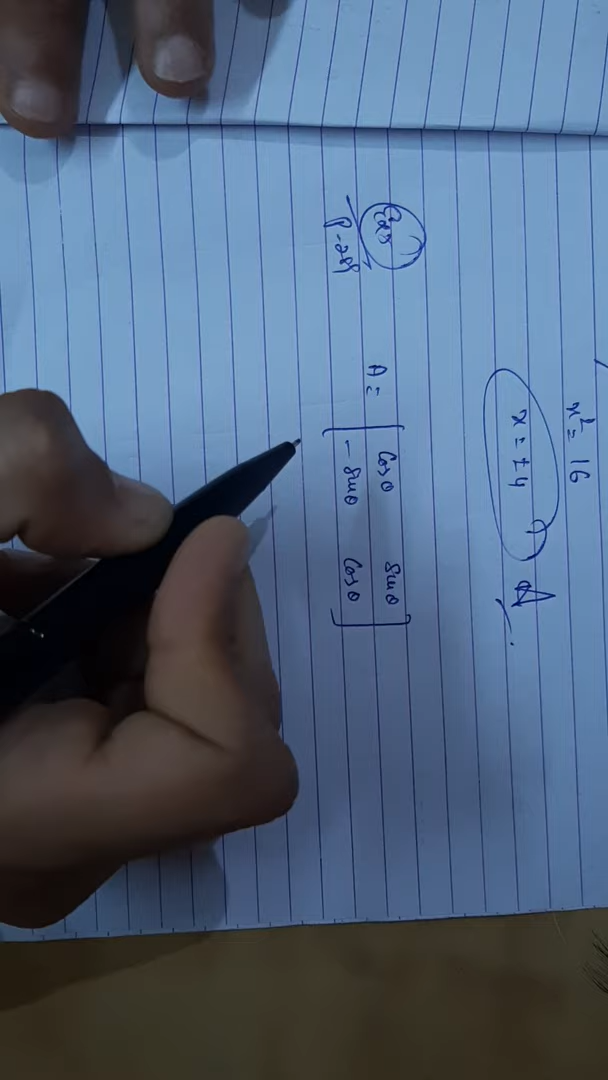 x² = 16
x = ±4
A = [ cosθ sinθ
- sinθ cosθ ]